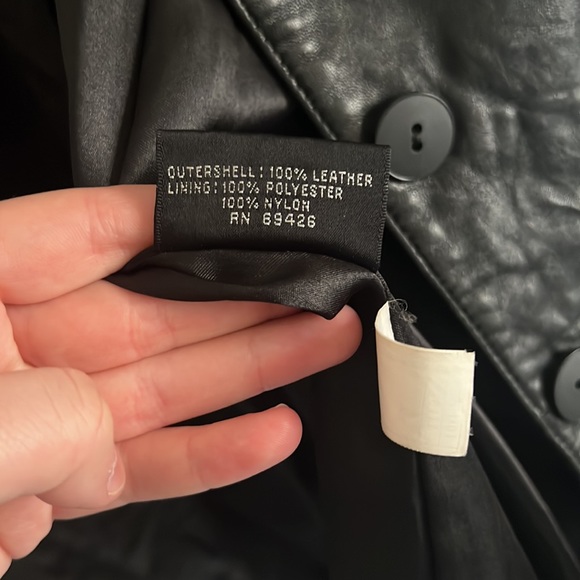 OUTERSHELL: 100% LEATHER
LINING: 100% POLYESTER
100% NYLON
RN 69426